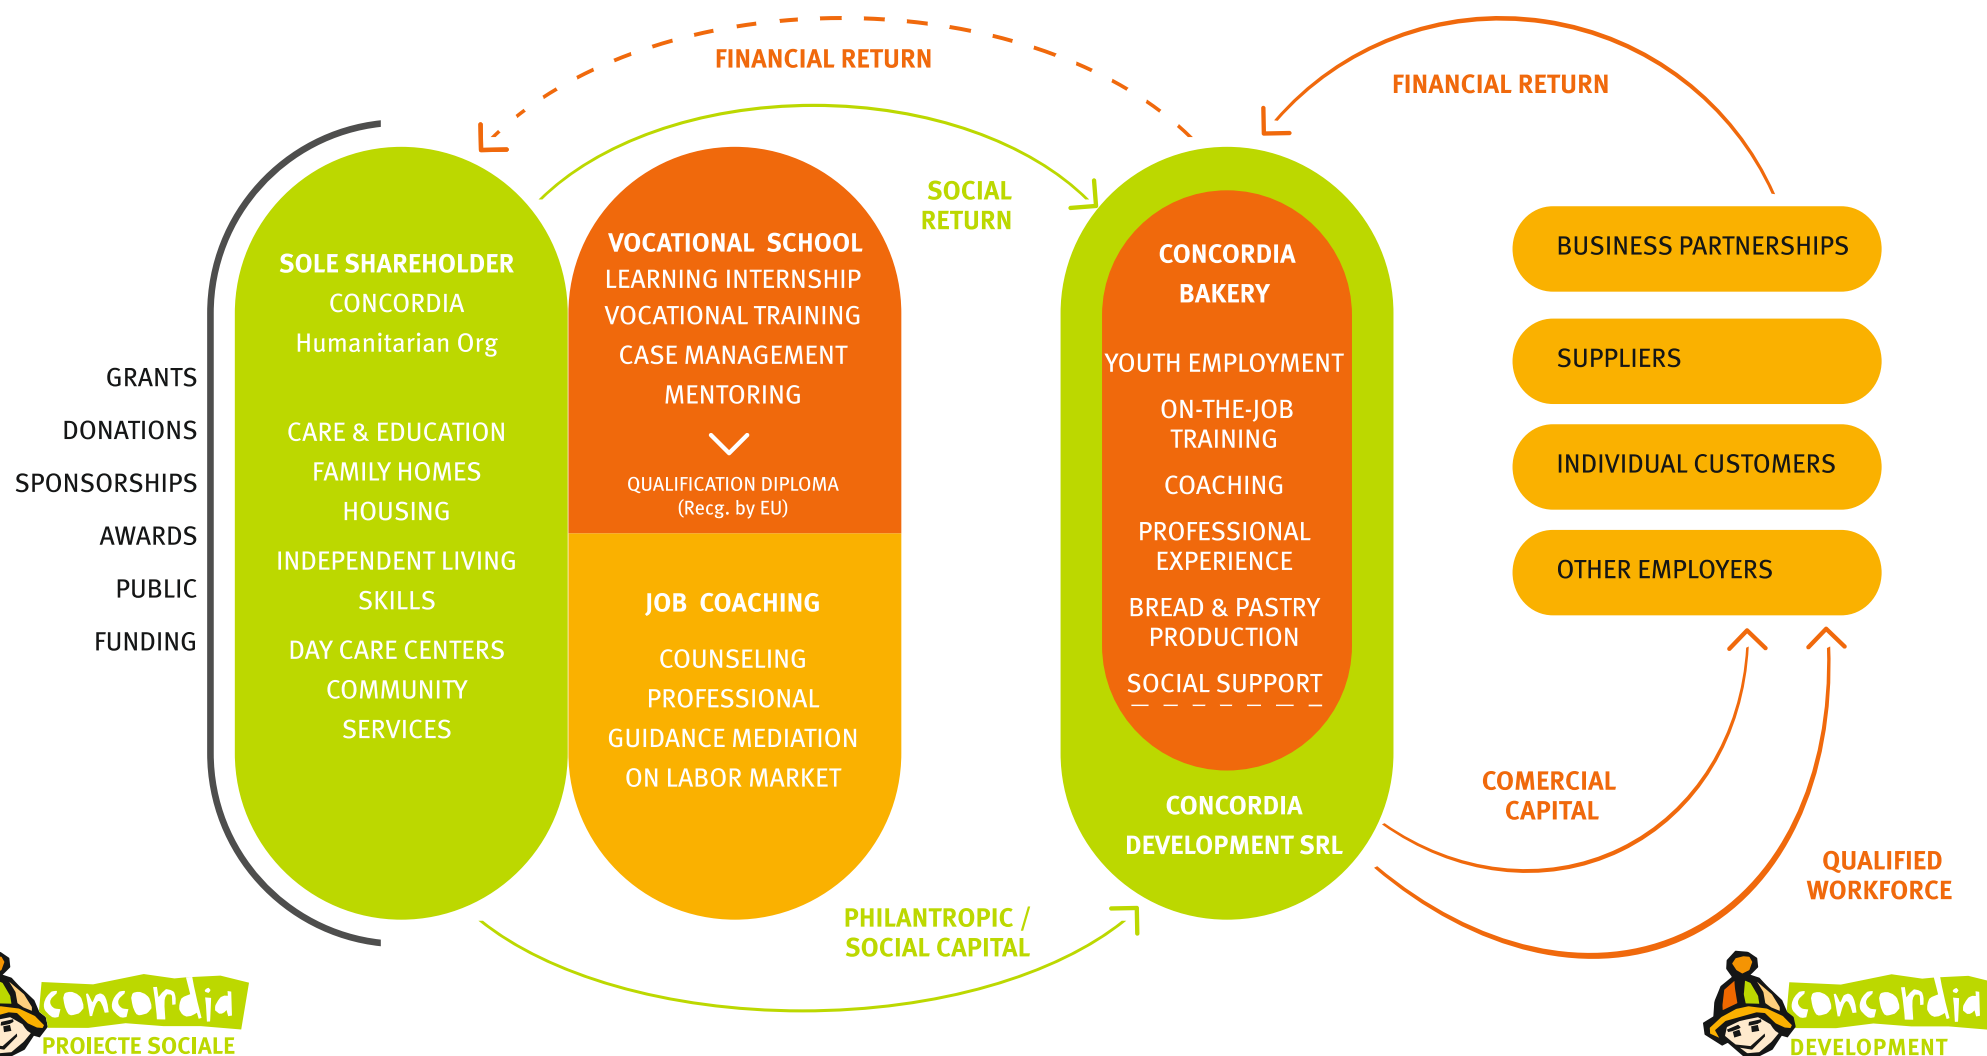 FINANCIAL RETURN
FINANCIAL RETURN
SOCIAL
RETURN
GRANTS
DONATIONS
SPONSORSHIPS
AWARDS
PUBLIC
FUNDING
SOLE SHAREHOLDER
CONCORDIA
Humanitarian Org
CARE & EDUCATION
FAMILY HOMES
HOUSING
INDEPENDENT LIVING
SKILLS
DAY CARE CENTERS
COMMUNITY
SERVICES
VOCATIONAL SCHOOL
LEARNING INTERNSHIP
VOCATIONAL TRAINING
CASE MANAGEMENT
MENTORING
QUALIFICATION DIPLOMA
(Recg. by EU)
JOB COACHING
COUNSELING
PROFESSIONAL
GUIDANCE MEDIATION
ON LABOR MARKET
CONCORDIA
BAKERY
YOUTH EMPLOYMENT
ON-THE-JOB
TRAINING
COACHING
PROFESSIONAL
EXPERIENCE
BREAD & PASTRY
PRODUCTION
SOCIAL SUPPORT
CONCORDIA
DEVELOPMENT SRL
BUSINESS PARTNERSHIPS
SUPPLIERS
INDIVIDUAL CUSTOMERS
OTHER EMPLOYERS
COMERCIAL
CAPITAL
QUALIFIED
WORKFORCE
PHILANTROPIC /
SOCIAL CAPITAL
concordia
PROIECTE SOCIALE
concordia
DEVELOPMENT